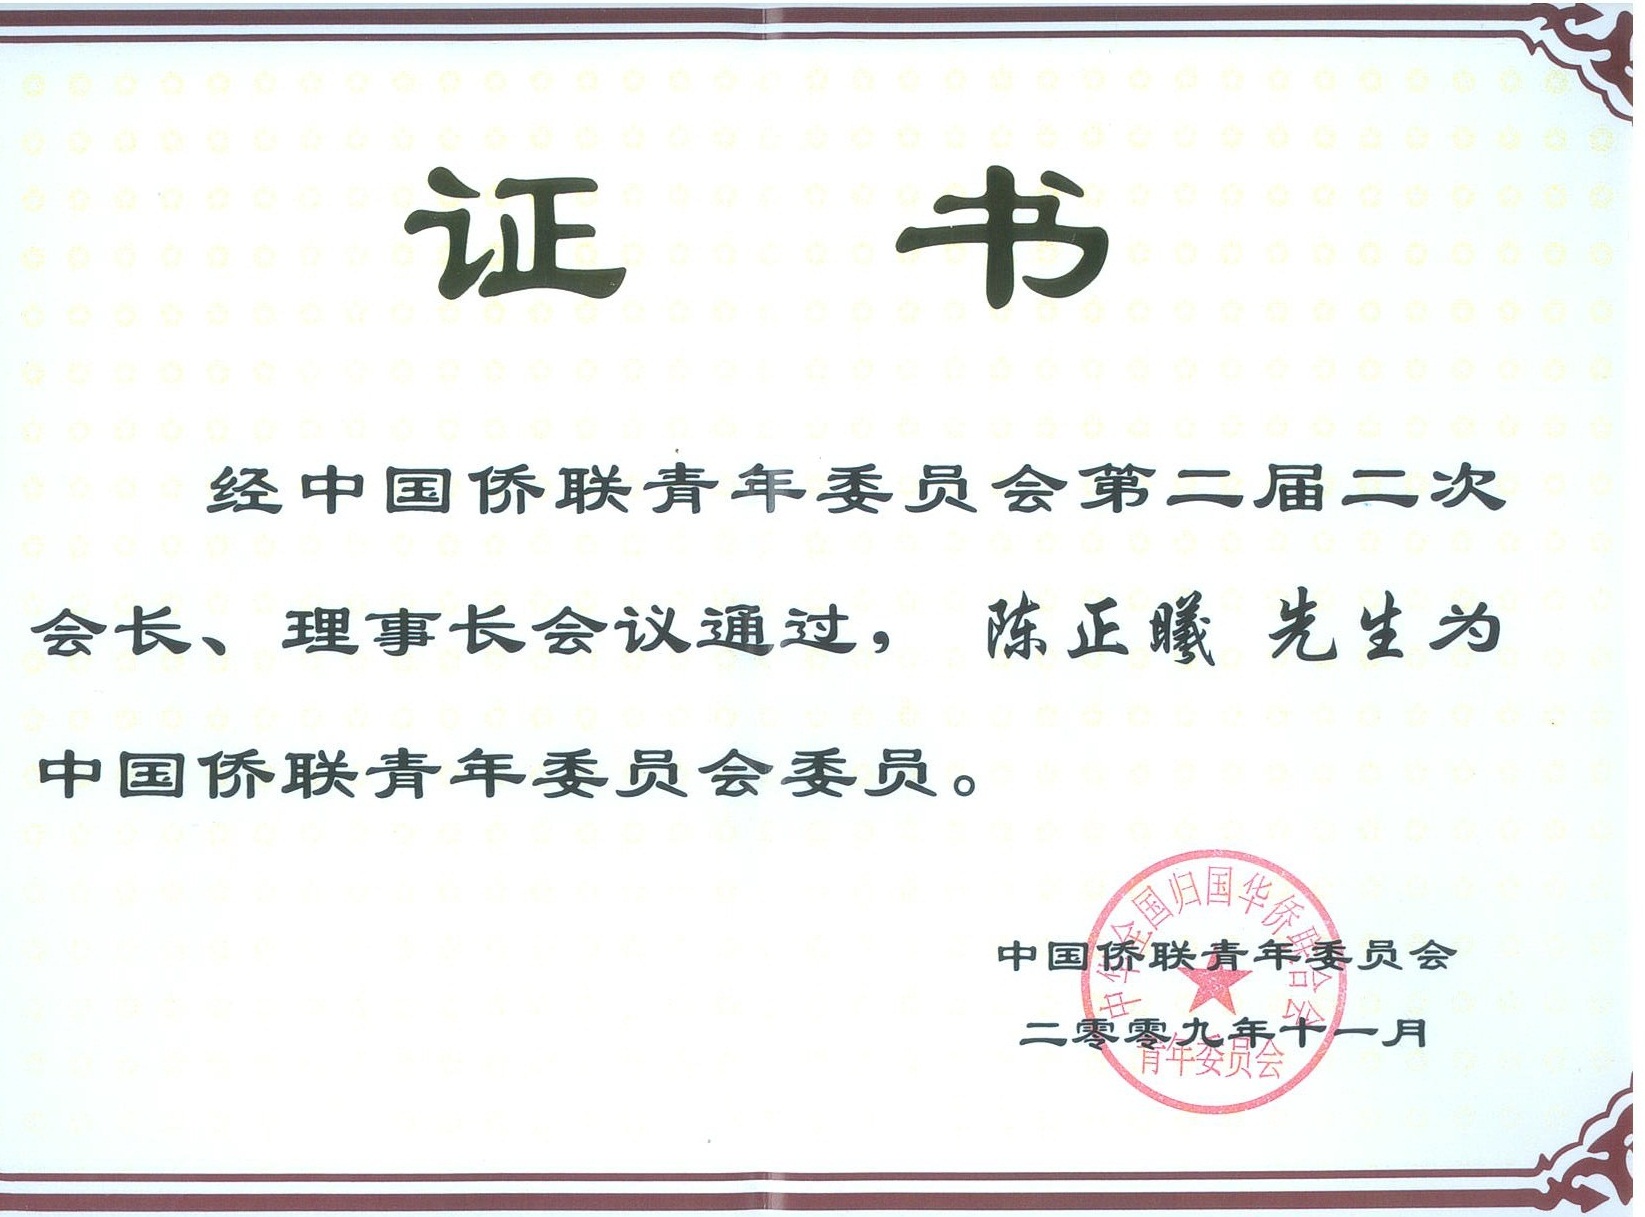 证 书
经中国侨联青年委员会第二届二次
会长、理事长会议通过， 陈正曦 先生为
中国侨联青年委员会委员。
中国侨联青年委员会
二零零九年十一月
中华全国归国华侨联合会
青年委员会